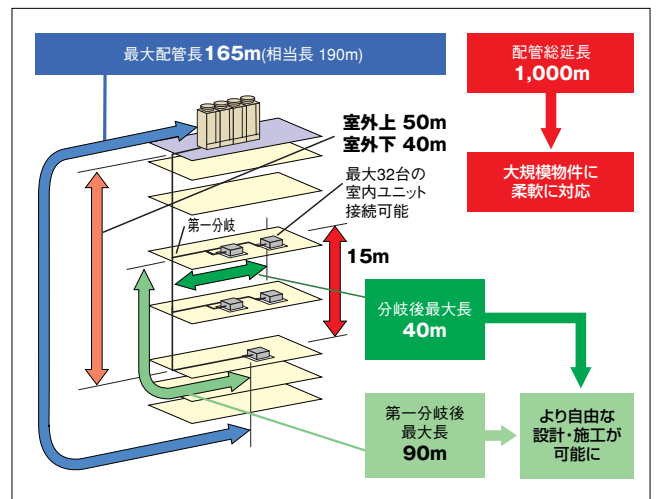 最大配管長165m(相当長 190m)
配管総延長
1,000m
室外上 50m
室外下 40m
大規模物件に
柔軟に対応
最大32台の
室内ユニット
接続可能
第一分岐
15m
分岐後最大長
40m
第一分岐後
最大長
90m
より自由な
設計・施工が
可能に